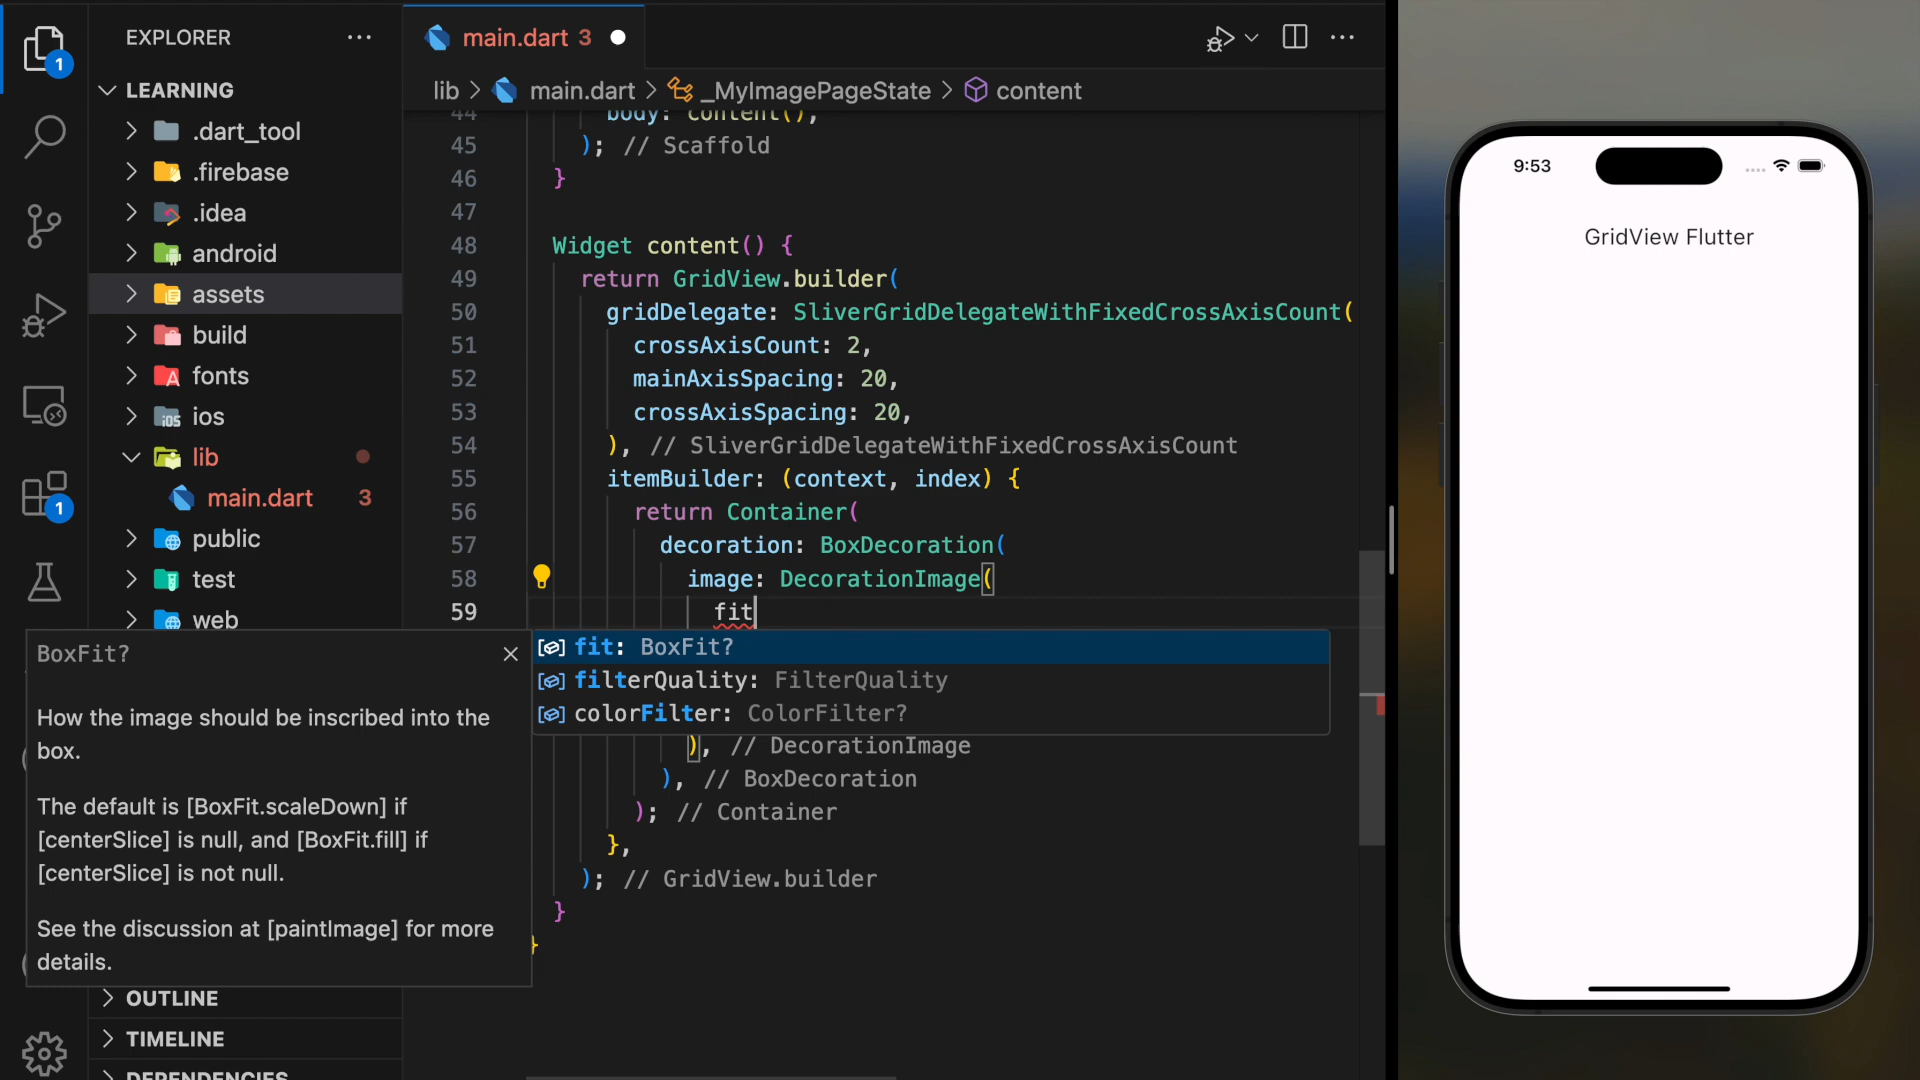 EXPLORER
LEARNING
.dart_tool
.firebase
.idea
android
assets
build
fonts
ios
lib
main.dart 3
public
test
web
OUTLINE
TIMELINE
DEPENDENCIES
1
1
main.dart 3
lib > main.dart > _MyImagePageState > content
44 body: content(),
45 ); // Scaffold
46 }
47
48 Widget content() {
49 return GridView.builder(
50 gridDelegate: SliverGridDelegateWithFixedCrossAxisCount(
51 crossAxisCount: 2,
52 mainAxisSpacing: 20,
53 crossAxisSpacing: 20,
54 ), // SliverGridDelegateWithFixedCrossAxisCount
55 itemBuilder: (context, index) {
56 return Container(
57 decoration: BoxDecoration(
58 image: DecorationImage(
59 fit
fit: BoxFit?
filterQuality: FilterQuality
colorFilter: ColorFilter?
), // DecorationImage
), // BoxDecoration
); // Container
},
); // GridView.builder
}
}
BoxFit?
How the image should be inscribed into the
box.
The default is [BoxFit.scaleDown] if
[centerSlice] is null, and [BoxFit.fill] if
[centerSlice] is not null.
See the discussion at [paintImage] for more
details.
9:53
GridView Flutter